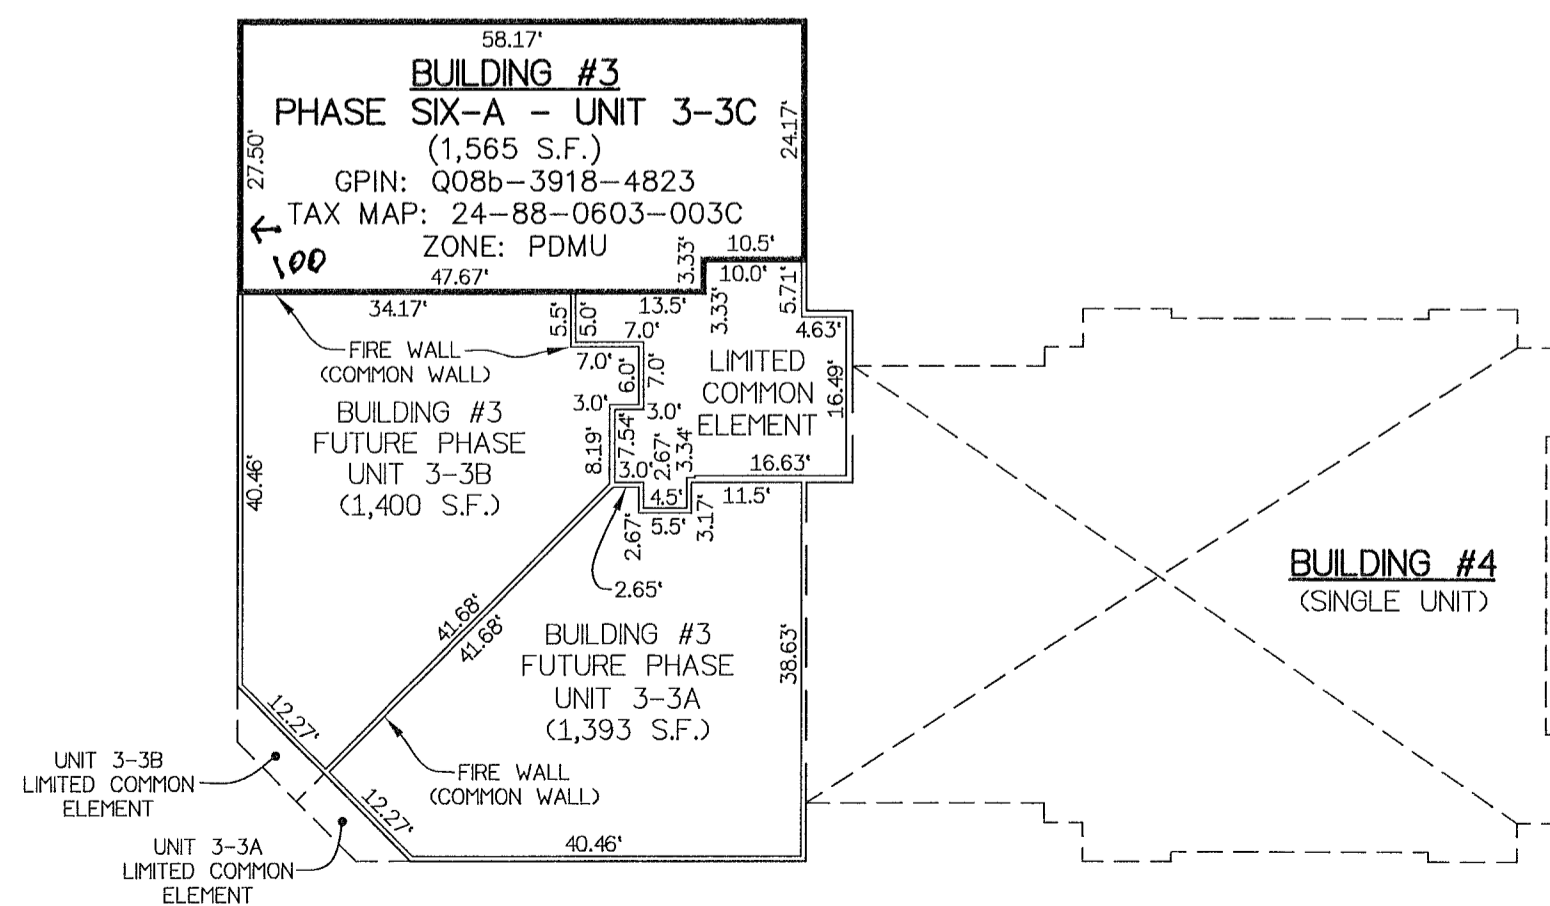 58.17'
BUILDING #3
PHASE SIX-A - UNIT 3-3C
(1,565 S.F.)
GPIN: Q08b-3918-4823
TAX MAP: 24-88-0603-003C
ZONE: PDMU
27.50'
24.17'
← 100
47.67'
3.33'
10.5'
10.0'
34.17'
5.5'
5.0'
13.5'
3.33'
5.71'
4.63'
7.0'
7.0'
FIRE WALL
(COMMON WALL)
6.0'
7.0'
LIMITED
COMMON
ELEMENT
16.49'
3.0'
3.0'
BUILDING #3
FUTURE PHASE
UNIT 3-3B
(1,400 S.F.)
40.46'
8.19'
7.54'
2.67'
3.34'
3.0'
16.63'
4.5'
11.5'
2.67'
5.5'
3.17'
2.65'
41.68'
41.68'
BUILDING #3
FUTURE PHASE
UNIT 3-3A
(1,393 S.F.)
38.63'
BUILDING #4
(SINGLE UNIT)
12.27'
UNIT 3-3B
LIMITED COMMON
ELEMENT
FIRE WALL
(COMMON WALL)
12.27'
40.46'
UNIT 3-3A
LIMITED COMMON
ELEMENT